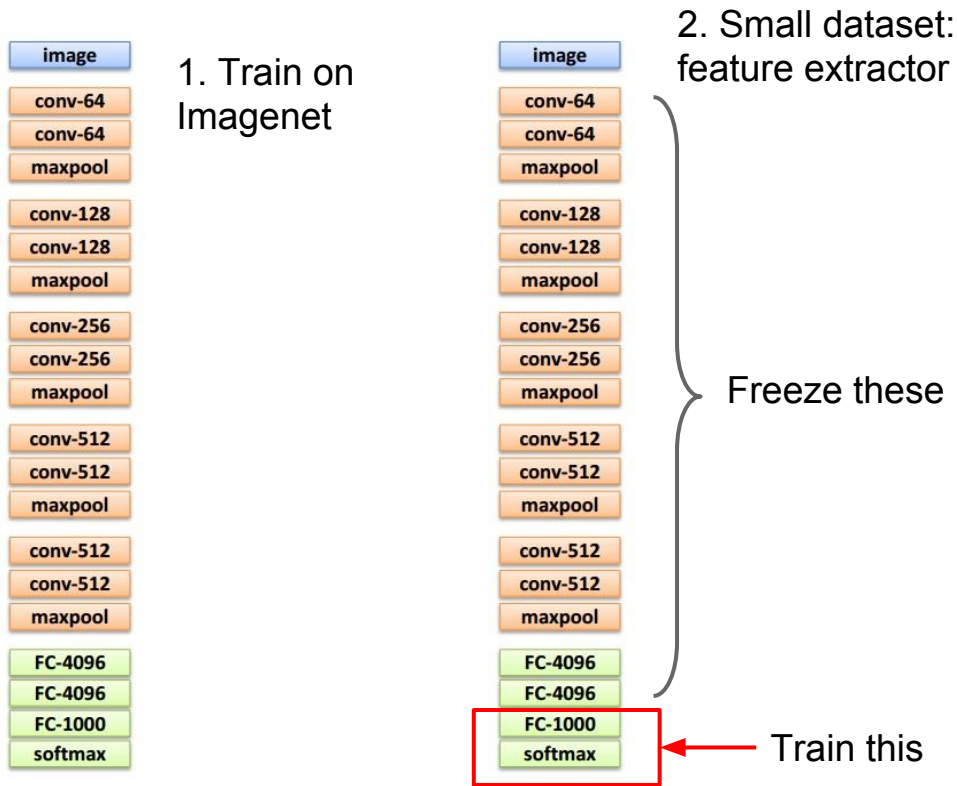 image
conv-64
conv-64
maxpool
conv-128
conv-128
maxpool
conv-256
conv-256
maxpool
conv-512
conv-512
maxpool
conv-512
conv-512
maxpool
FC-4096
FC-4096
FC-1000
softmax
1. Train on
Imagenet
image
conv-64
conv-64
maxpool
conv-128
conv-128
maxpool
conv-256
conv-256
maxpool
conv-512
conv-512
maxpool
conv-512
conv-512
maxpool
FC-4096
FC-4096
FC-1000
softmax
2. Small dataset:
feature extractor
Freeze these
Train this